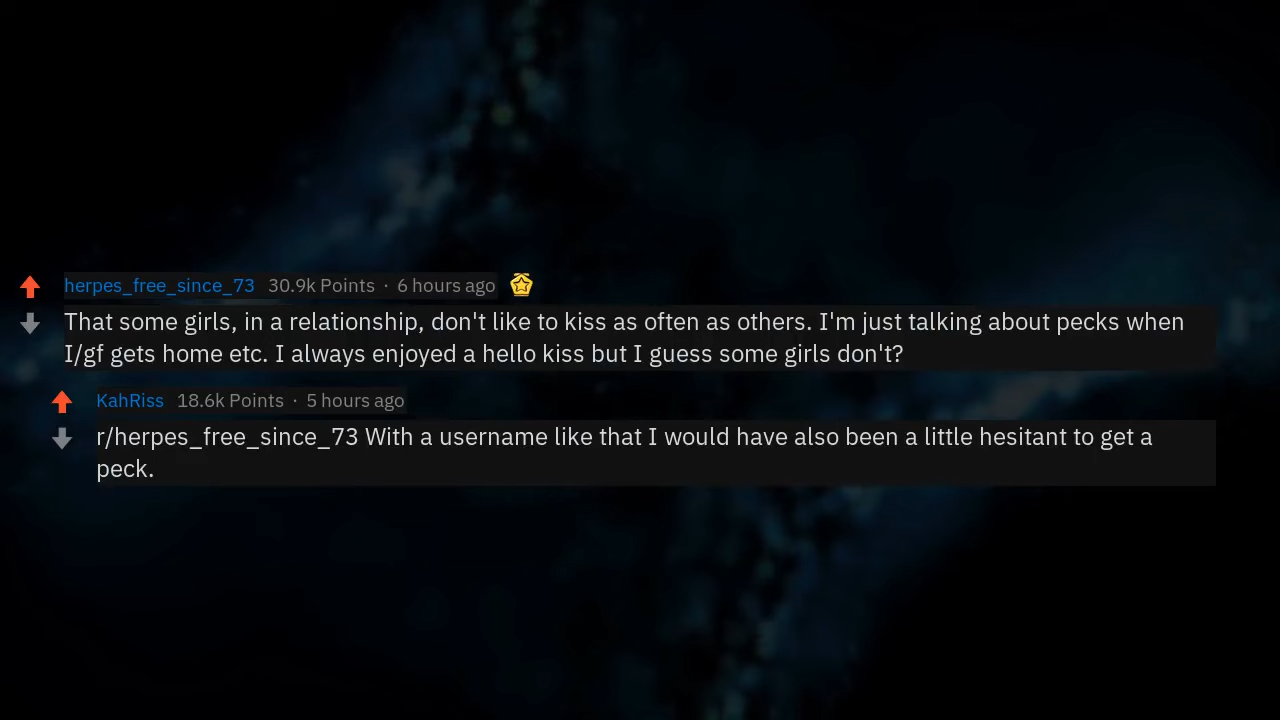 herpes_free_since_73 30.9k Points · 6 hours ago
That some girls, in a relationship, don't like to kiss as often as others. I'm just talking about pecks when
I/gf gets home etc. I always enjoyed a hello kiss but I guess some girls don't?
KahRiss 18.6k Points · 5 hours ago
r/herpes_free_since_73 With a username like that I would have also been a little hesitant to get a
peck.